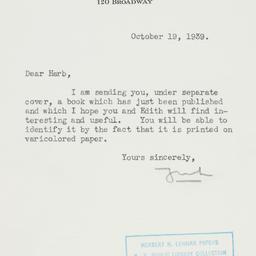 120 BROADWAY
October 19, 1939.
Dear Herb,
I am sending you, under separate
cover, a book which has just been published
and which I hope you and Edith will find in-
teresting and useful. You will be able to
identify it by the fact that it is printed on
varicolored paper.
Yours sincerely,
HERBERT H. LEHMAN PAPERS